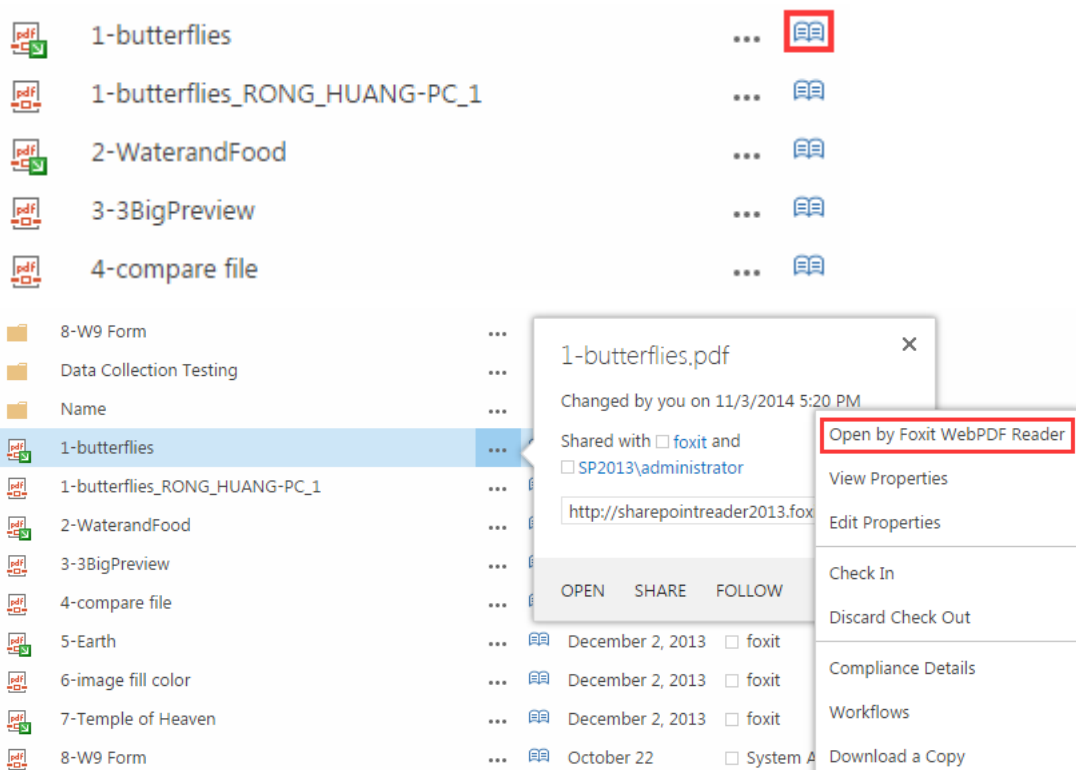 1-butterflies ...
1-butterflies_RONG_HUANG-PC_1 ...
2-WaterandFood ...
3-3BigPreview ...
4-compare file ...
8-W9 Form ...
Data Collection Testing ...
Name ...
1-butterflies ...
1-butterflies_RONG_HUANG-PC_1 ...
2-WaterandFood ...
3-3BigPreview ...
4-compare file ...
5-Earth ... December 2, 2013 foxit
6-image fill color ... December 2, 2013 foxit
7-Temple of Heaven ... December 2, 2013 foxit
8-W9 Form ... October 22 System A
1-butterflies.pdf
Changed by you on 11/3/2014 5:20 PM
Shared with foxit and
SP2013\administrator
http://sharepointreader2013.fox
OPEN SHARE FOLLOW
Open by Foxit WebPDF Reader
View Properties
Edit Properties
Check In
Discard Check Out
Compliance Details
Workflows
Download a Copy